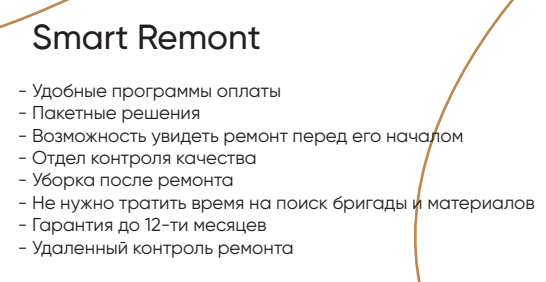 Smart Remont
- Удобные программы оплаты
- Пакетные решения
- Возможность увидеть ремонт перед его началом
- Отдел контроля качества
- Уборка после ремонта
- Не нужно тратить время на поиск бригады и материалов
- Гарантия до 12-ти месяцев
- Удаленный контроль ремонта